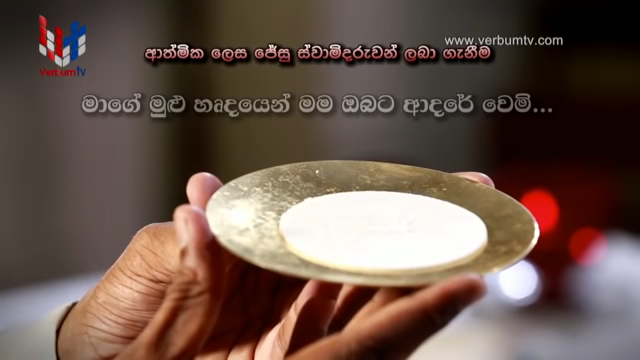 www.verbumtv.com
ආත්මික ලෙස ජේසු ස්වාමිදරුවන් ලබා ගැනීම
VerbumTV
මාගේ මුළු හෘදයෙන් මම ඔබට ආදරේ වෙමි...